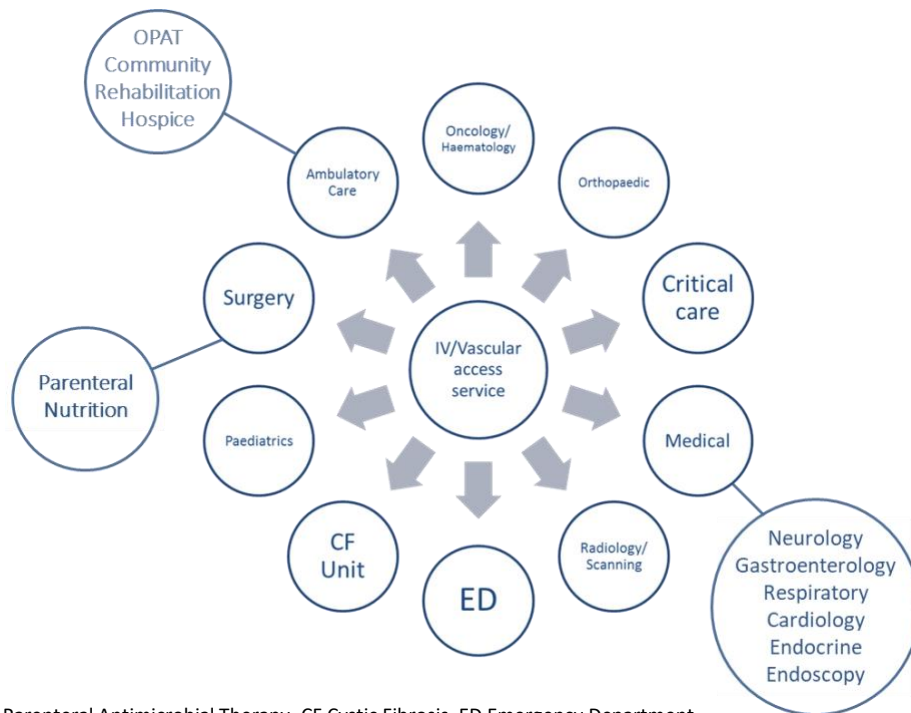 OPAT
Community
Rehabilitation
Hospice
Oncology/
Haematology
Ambulatory
Care
Orthopaedic
Surgery
Critical
care
IV/Vascular
access
service
Parenteral
Nutrition
Paediatrics
Medical
CF
Unit
ED
Radiology/
Scanning
Neurology
Gastroenterology
Respiratory
Cardiology
Endocrine
Endoscopy
Parenteral Antimicrobial Therapy, CF Cystic Fibrosis, ED Emergency Department